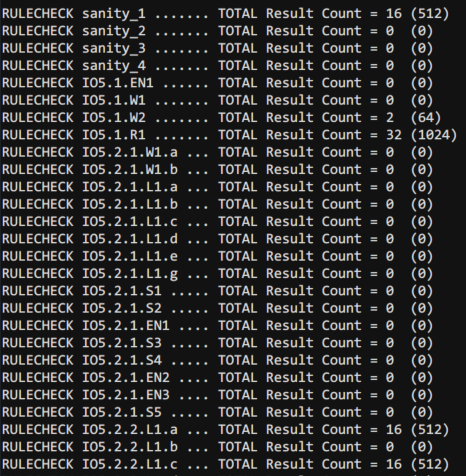 RULECHECK sanity_1 ....... TOTAL Result Count = 16 (512)
RULECHECK sanity_2 ....... TOTAL Result Count = 0  (0)
RULECHECK sanity_3 ....... TOTAL Result Count = 0  (0)
RULECHECK sanity_4 ....... TOTAL Result Count = 0  (0)
RULECHECK IO5.1.EN1 ...... TOTAL Result Count = 0  (0)
RULECHECK IO5.1.W1 ....... TOTAL Result Count = 0  (0)
RULECHECK IO5.1.W2 ....... TOTAL Result Count = 2  (64)
RULECHECK IO5.1.R1 ....... TOTAL Result Count = 32 (1024)
RULECHECK IO5.2.1.W1.a ... TOTAL Result Count = 0  (0)
RULECHECK IO5.2.1.W1.b ... TOTAL Result Count = 0  (0)
RULECHECK IO5.2.1.L1.a ... TOTAL Result Count = 0  (0)
RULECHECK IO5.2.1.L1.b ... TOTAL Result Count = 0  (0)
RULECHECK IO5.2.1.L1.c ... TOTAL Result Count = 0  (0)
RULECHECK IO5.2.1.L1.d ... TOTAL Result Count = 0  (0)
RULECHECK IO5.2.1.L1.e ... TOTAL Result Count = 0  (0)
RULECHECK IO5.2.1.L1.g ... TOTAL Result Count = 0  (0)
RULECHECK IO5.2.1.S1 ..... TOTAL Result Count = 0  (0)
RULECHECK IO5.2.1.S2 ..... TOTAL Result Count = 0  (0)
RULECHECK IO5.2.1.EN1 .... TOTAL Result Count = 0  (0)
RULECHECK IO5.2.1.S3 ..... TOTAL Result Count = 0  (0)
RULECHECK IO5.2.1.S4 ..... TOTAL Result Count = 0  (0)
RULECHECK IO5.2.1.EN2 .... TOTAL Result Count = 0  (0)
RULECHECK IO5.2.1.EN3 .... TOTAL Result Count = 0  (0)
RULECHECK IO5.2.1.S5 ..... TOTAL Result Count = 0  (0)
RULECHECK IO5.2.2.L1.a ... TOTAL Result Count = 16 (512)
RULECHECK IO5.2.2.L1.b ... TOTAL Result Count = 0  (0)
RULECHECK IO5.2.2.L1.c ... TOTAL Result Count = 16 (512)